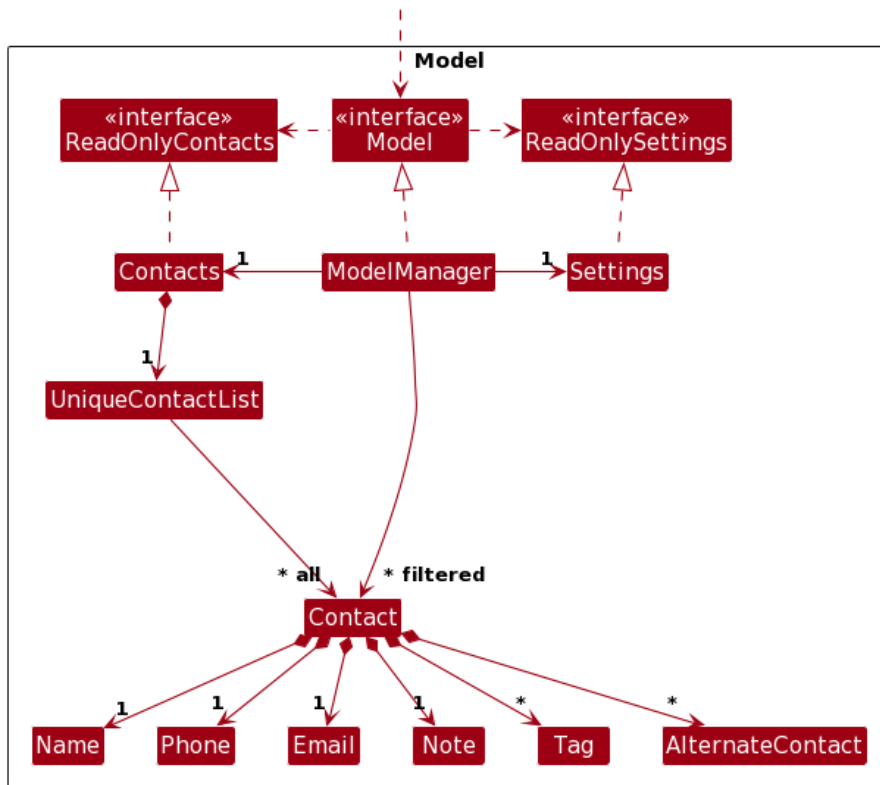 Model
«interface»
ReadOnlyContacts
«interface»
Model
«interface»
ReadOnlySettings
Contacts
1
ModelManager
1
Settings
1
UniqueContactList
* all
* filtered
Contact
1
1
1
1
*
*
Name
Phone
Email
Note
Tag
AlternateContact